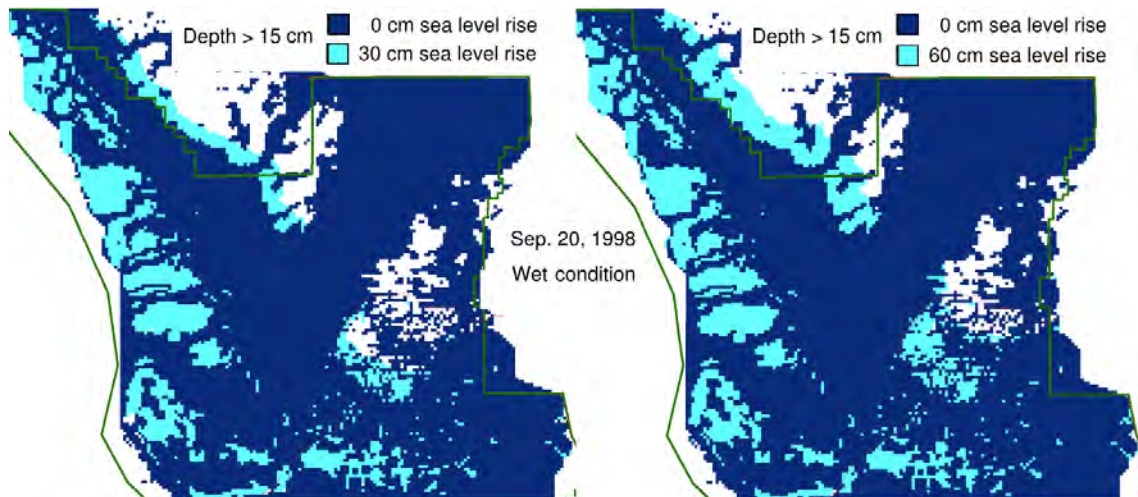 Depth > 15 cm
0 cm sea level rise
30 cm sea level rise
Depth > 15 cm
0 cm sea level rise
60 cm sea level rise
Sep. 20, 1998
Wet condition